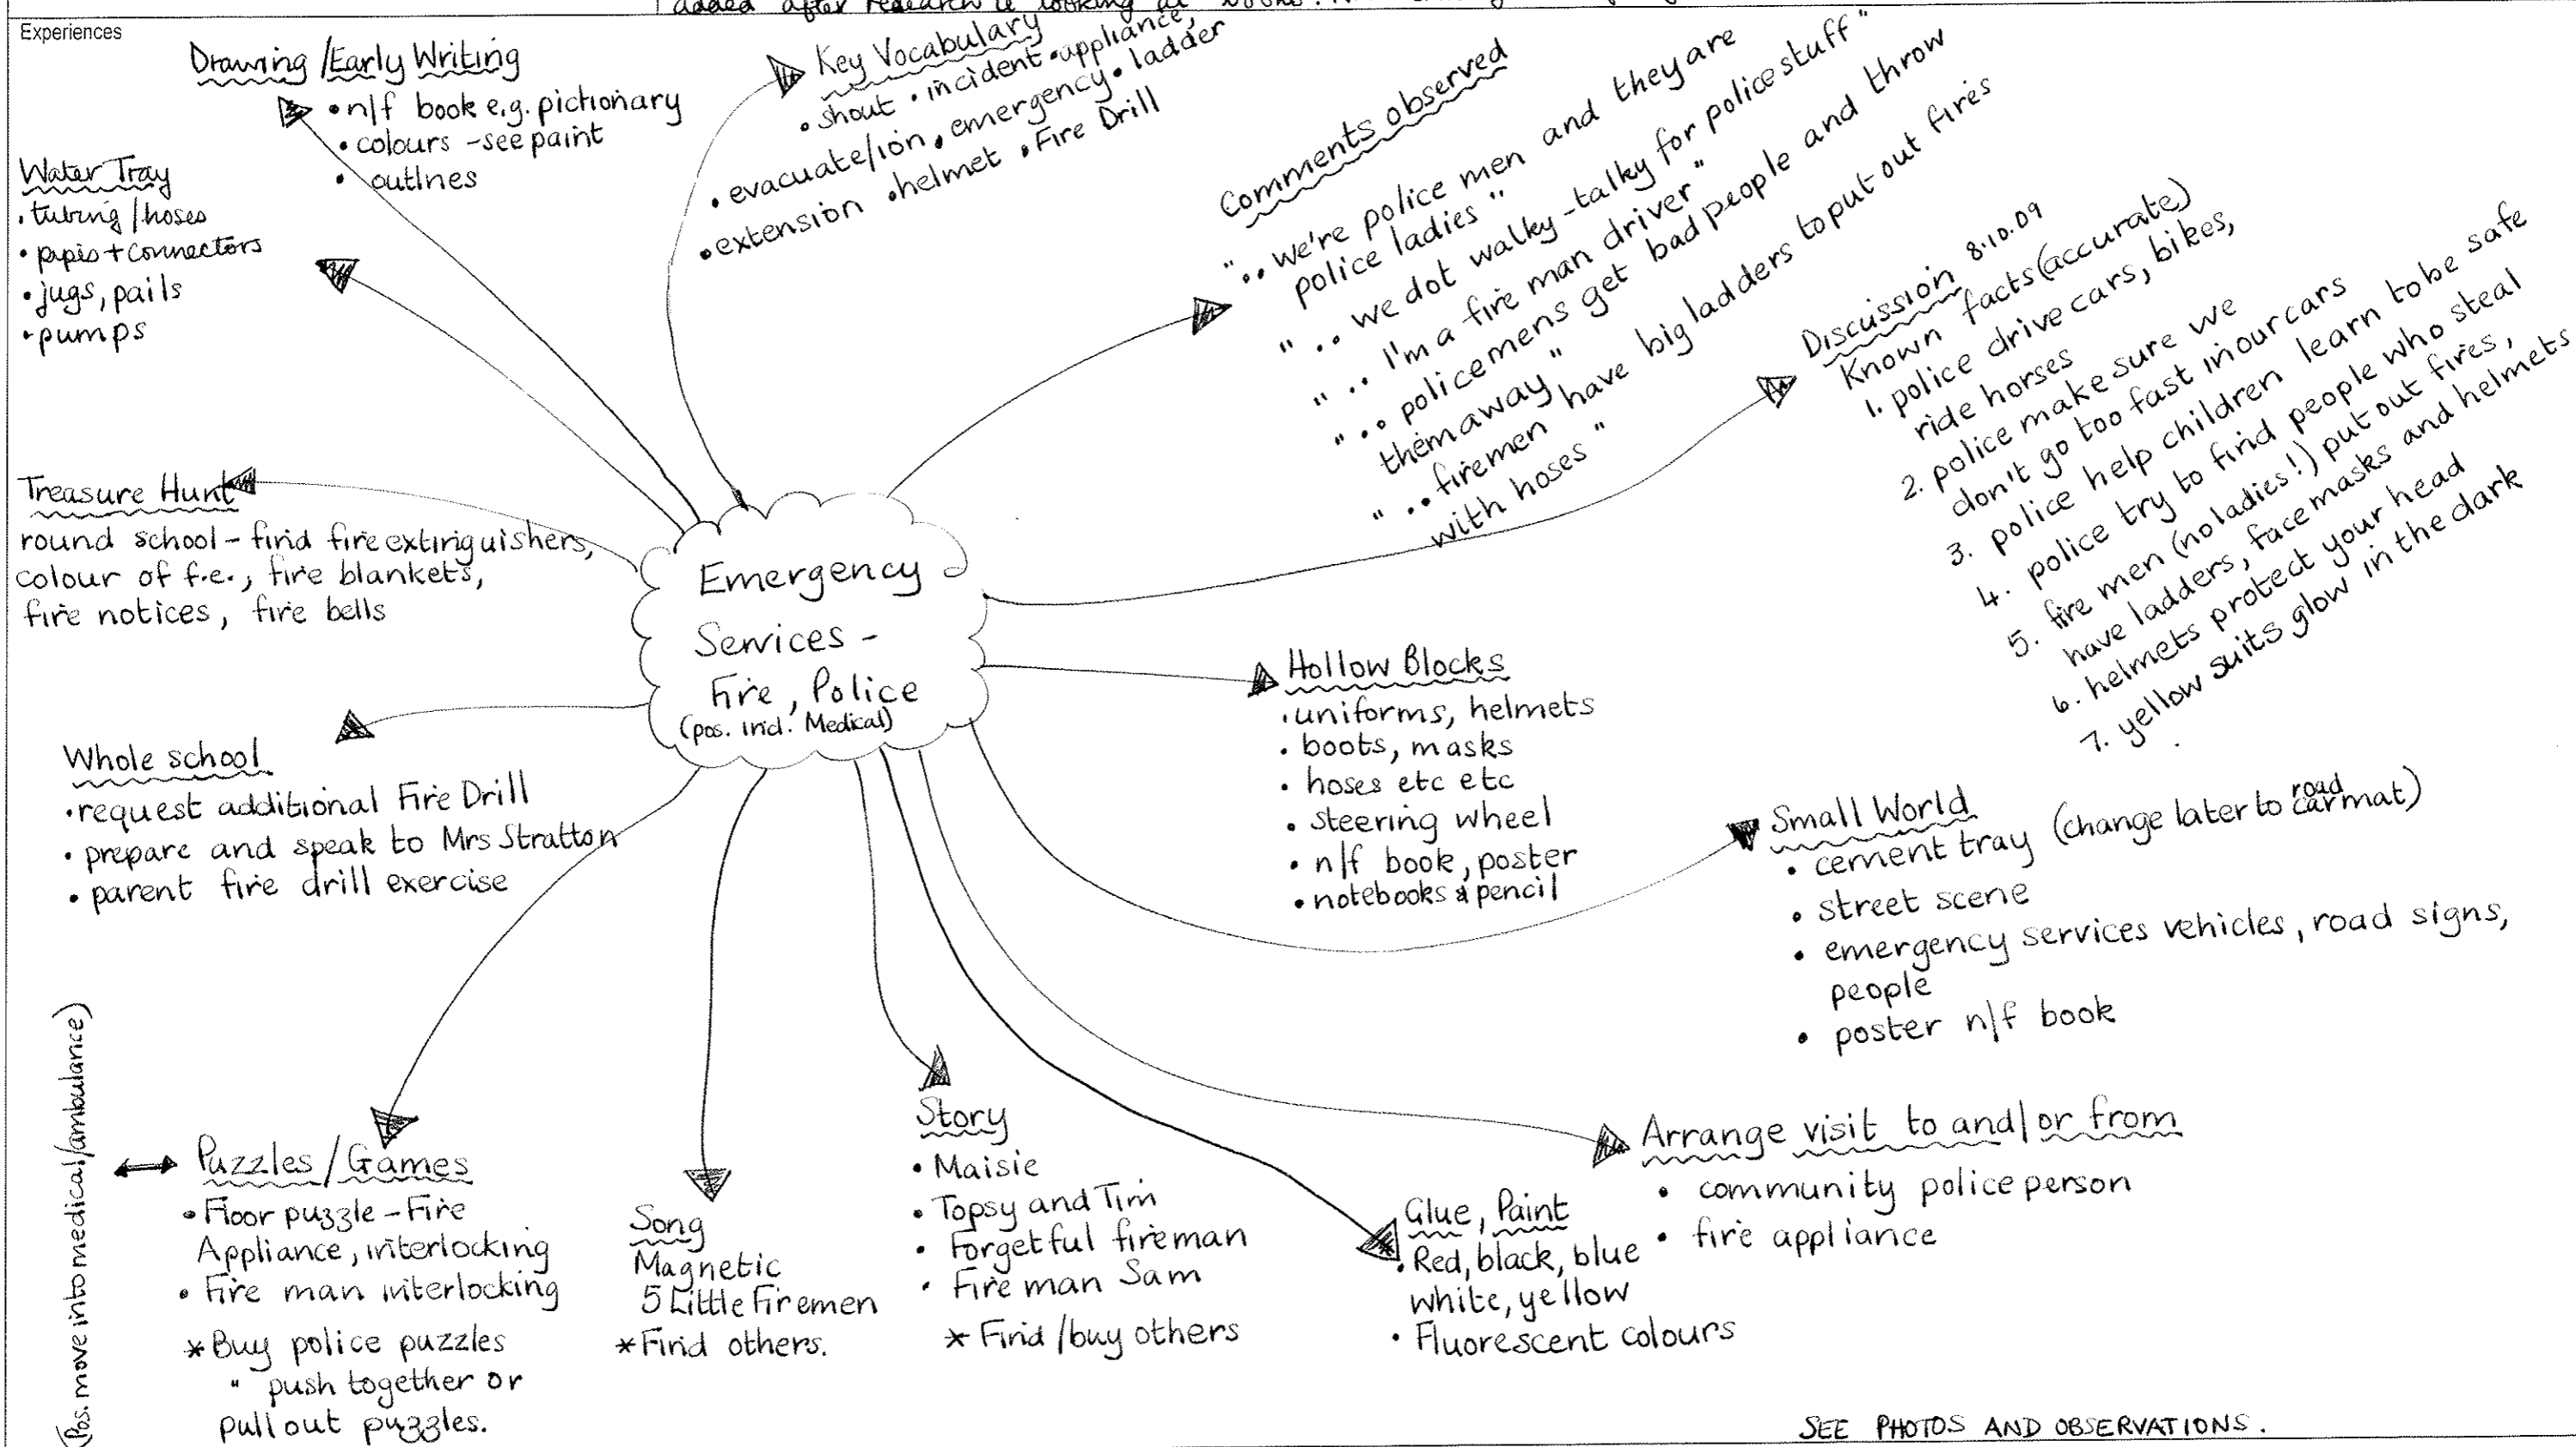 added after research ie looking at books.
Experiences
Drawing /Early Writing
• n/f book e.g. pictionary
• colours - see paint
• outlnes
Key Vocabulary
• shout • incident • appliance,
• evacuate/ion • emergency • ladder
• extension • helmet • Fire Drill
Comments observed
".. we're police men and they are
police ladies"
".. we dot walky-talky for police stuff"
".. I'm a fire man driver"
".. policemens get bad people and throw
them away"
".. firemen have big ladders to put out fires
with hoses"
Discussion 8.10.09
Known facts (accurate)
1. police drive cars, bikes,
ride horses
2. police make sure we
don't go too fast in our cars
3. police help children learn to be safe
4. police try to find people who steal
5. fire men (no ladies!) put out fires,
have ladders, face masks and helmets
6. helmets protect your head
7. yellow suits glow in the dark
Water Tray
• tubing/hoses
• pipes + connectors
• jugs, pails
• pumps
Treasure Hunt
round school - find fire extinguishers,
colour of f.e., fire blankets,
fire notices, fire bells
Emergency
Services -
Fire, Police
(pos. incl. Medical)
Hollow Blocks
• uniforms, helmets
• boots, masks
• hoses etc etc
• steering wheel
• n/f book, poster
• notebooks & pencil
Whole school
• request additional Fire Drill
• prepare and speak to Mrs Stratton
• parent fire drill exercise
Small World
• cement tray (change later to road car mat)
• street scene
• emergency services vehicles, road signs,
people
• poster n/f book
(Pos. move into medical/ambulance)
Puzzles/Games
• Floor puzzle - Fire
Appliance, interlocking
• Fire man interlocking
* Buy police puzzles
" push together or
pull out puzzles.
Song
Magnetic
5 Little Firemen
* Find others.
Story
• Maisie
• Topsy and Tim
• Forgetful fireman
• Fire man Sam
* Find/buy others
Glue, Paint
• Red, black, blue
white, yellow
• Fluorescent colours
Arrange visit to and/or from
• community police person
• fire appliance
SEE PHOTOS AND OBSERVATIONS.